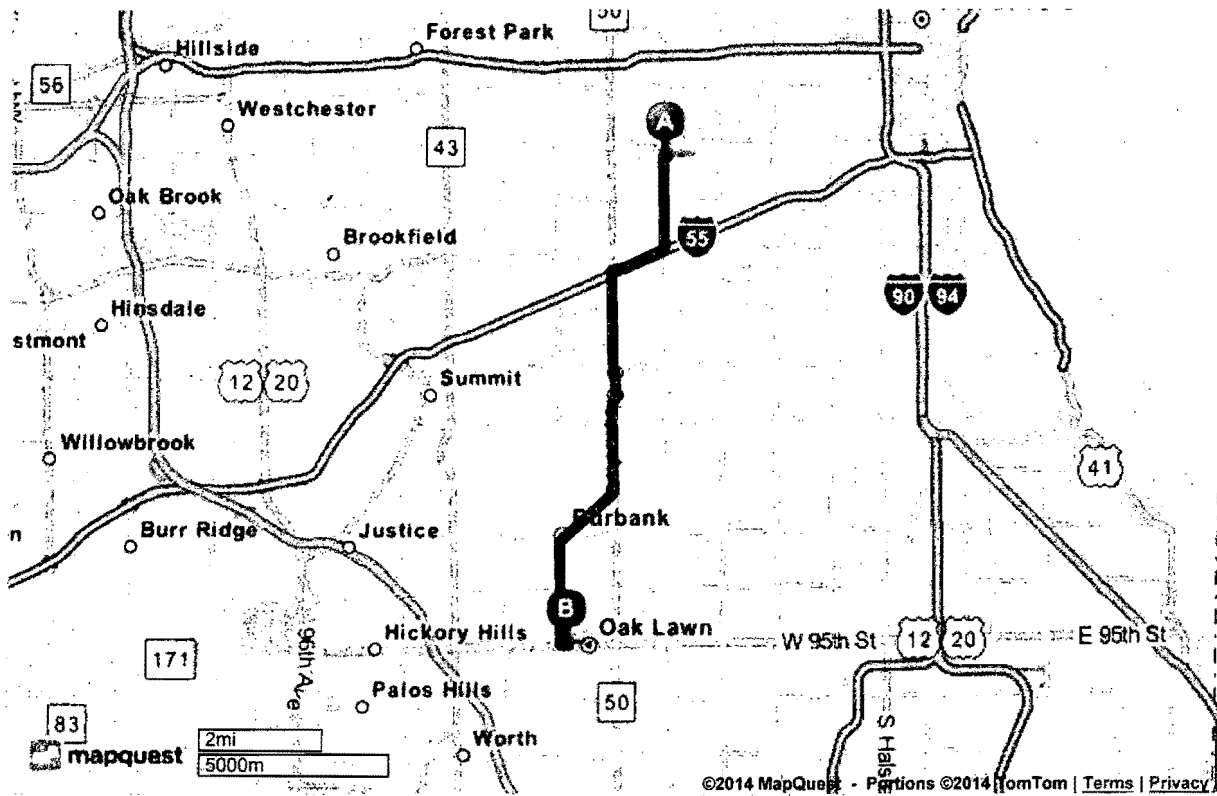 50
Forest Park
Hillside
56
Westchester
A
43
Oak Brook
Brookfield
55
90 94
Hinsdale
stmont
12 20
Summit
Willowbrook
41
Burbank
n
Burr Ridge
Justice
B
Hickory Hills
Oak Lawn
W 95th St
12 20
E 95th St
171
96th Ave
Palos Hills
50
83
2mi
mapquest
5000m
Worth
S Halste
©2014 MapQuest - Portions ©2014 TomTom | Terms | Privacy